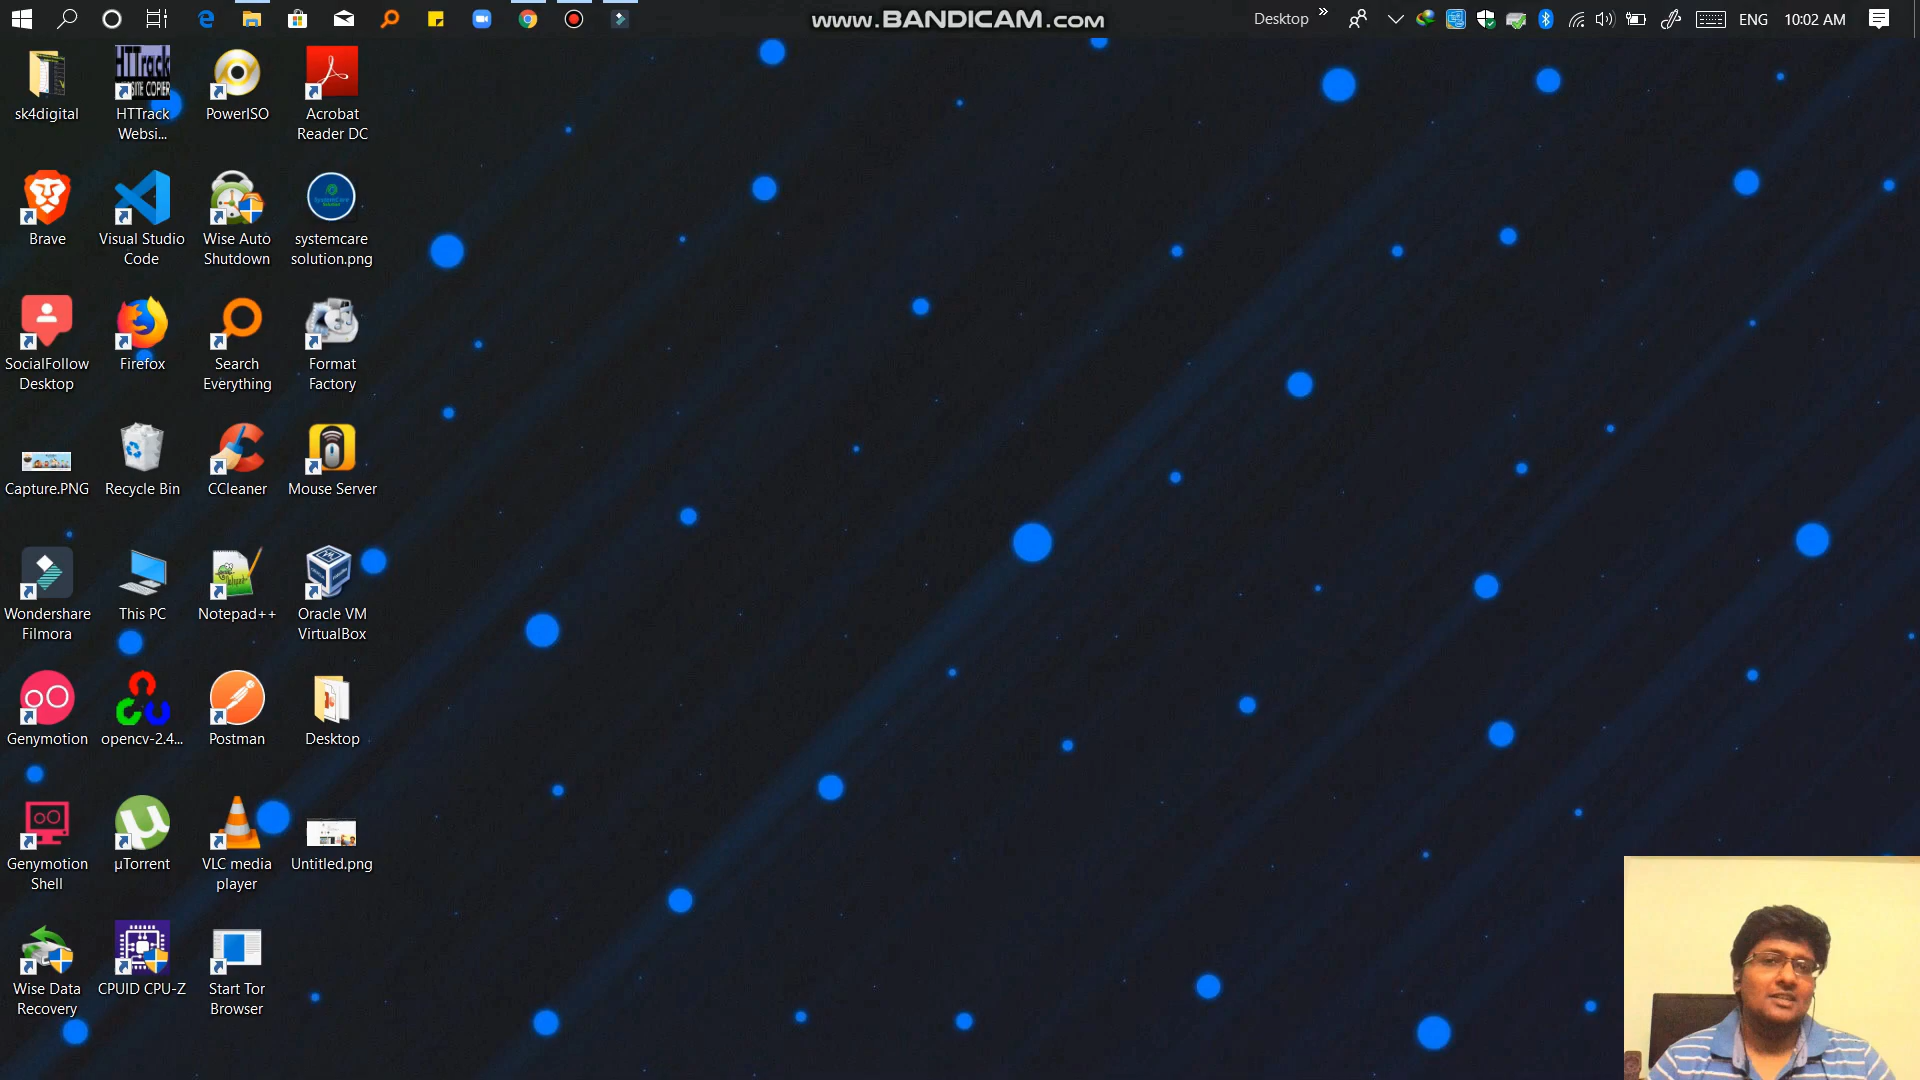 www.BANDICAM.com
Desktop
»
ENG
10:02 AM
sk4digital
HTTrack
Websi...
PowerISO
Acrobat
Reader DC
Brave
Visual Studio
Code
Wise Auto
Shutdown
systemcare
solution.png
SocialFollow
Desktop
Firefox
Search
Everything
Format
Factory
Capture.PNG
Recycle Bin
CCleaner
Mouse Server
Wondershare
Filmora
This PC
Notepad++
Oracle VM
VirtualBox
Genymotion
opencv-2.4...
Postman
Desktop
Genymotion
Shell
µTorrent
VLC media
player
Untitled.png
Wise Data
Recovery
CPUID CPU-Z
Start Tor
Browser